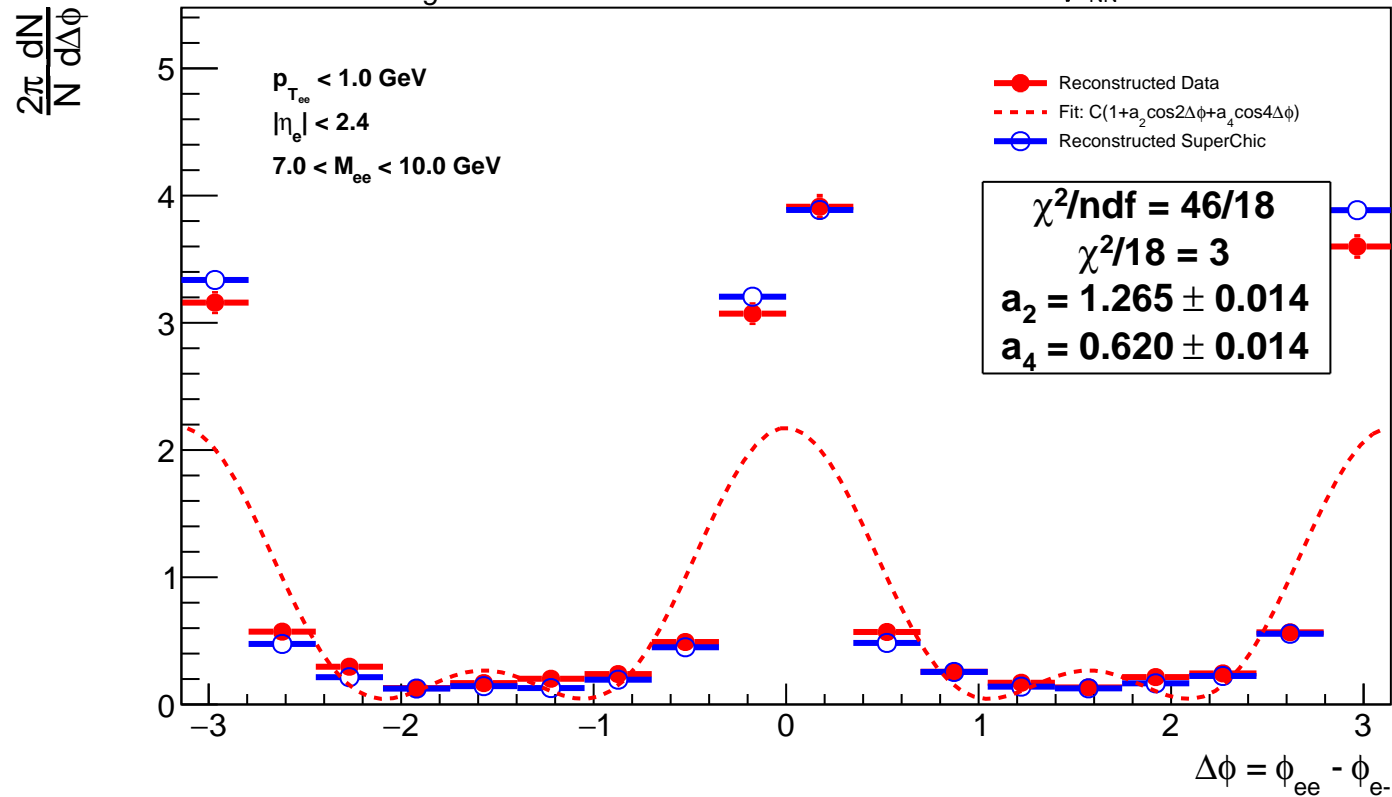 2π dN
N dΔφ
p_T_ee < 1.0 GeV
|η_e| < 2.4
7.0 < M_ee < 10.0 GeV
Reconstructed Data
Fit: C(1+a_2cos2Δφ+a_4cos4Δφ)
Reconstructed SuperChic
χ²/ndf = 46/18
χ²/18 = 3
a_2 = 1.265 ± 0.014
a_4 = 0.620 ± 0.014
5
4
3
2
1
0
−3 −2 −1 0 1 2 3
Δφ = φ_ee - φ_e-